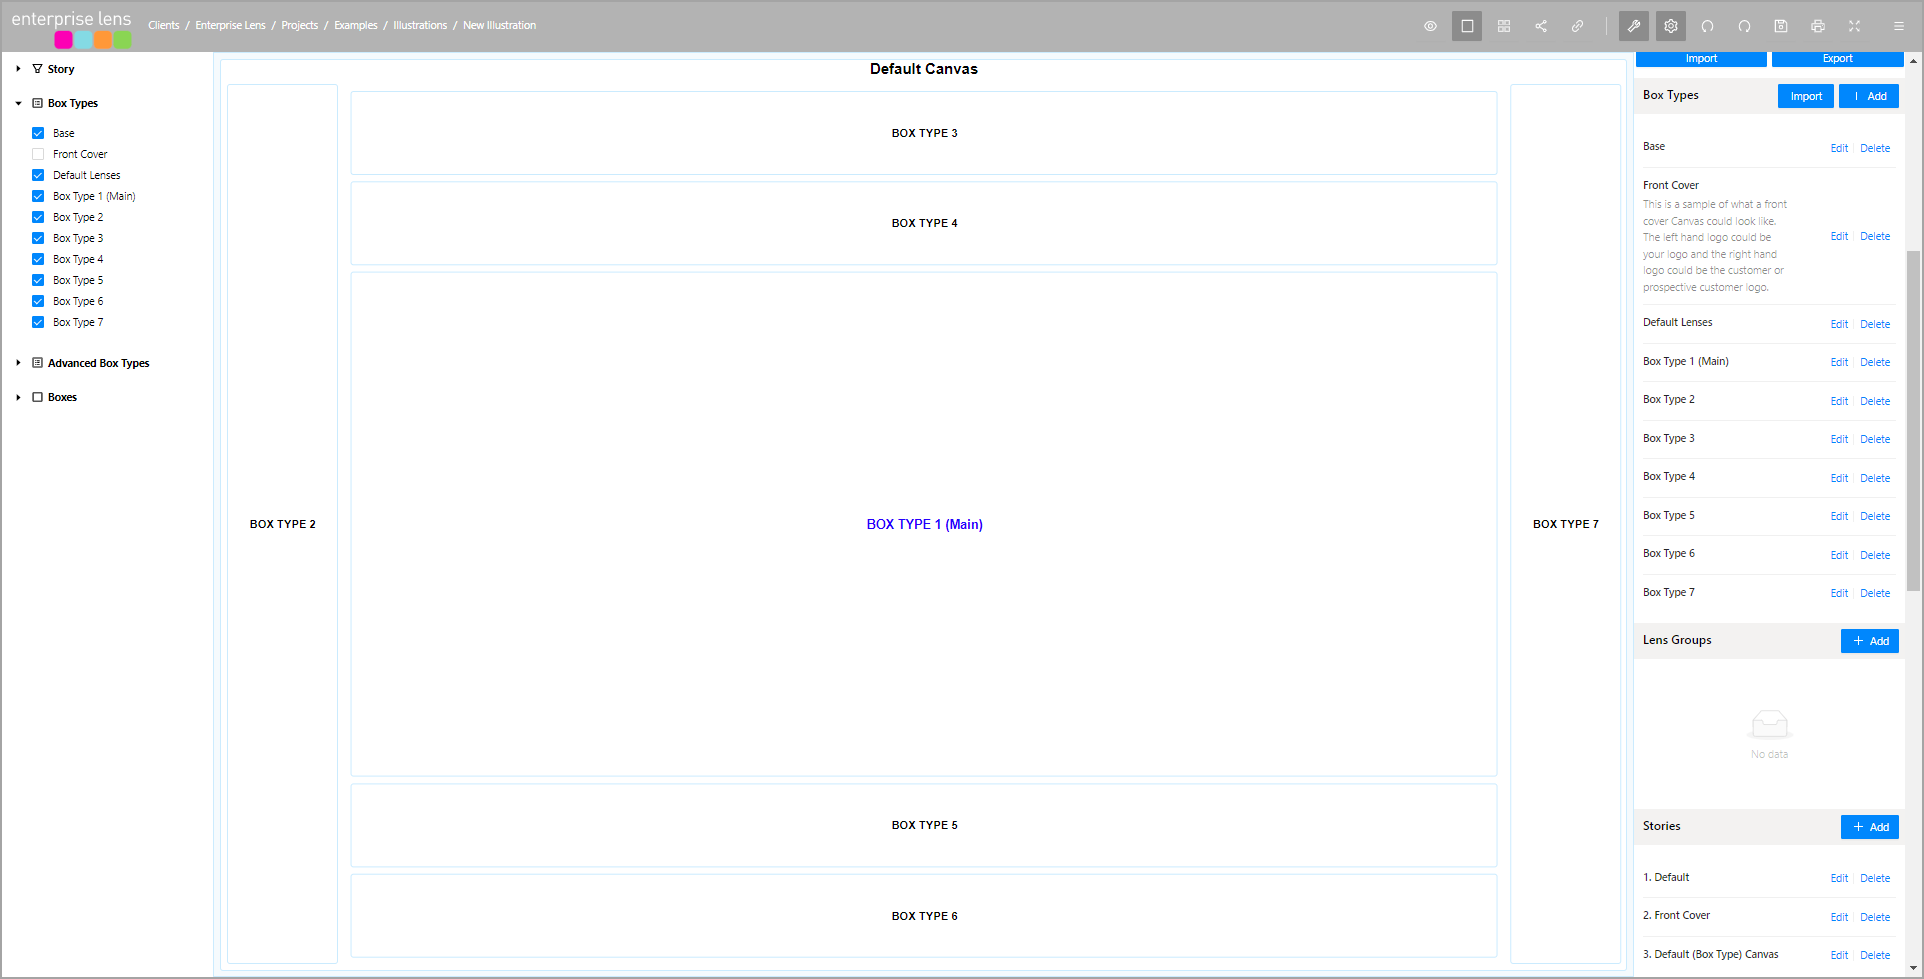 enterprise lens
Clients / Enterprise Lens / Projects / Examples / Illustrations / New Illustration
Story
Box Types
Base
Front Cover
Default Lenses
Box Type 1 (Main)
Box Type 2
Box Type 3
Box Type 4
Box Type 5
Box Type 6
Box Type 7
Advanced Box Types
Boxes
Default Canvas
BOX TYPE 3
BOX TYPE 4
BOX TYPE 2
BOX TYPE 1 (Main)
BOX TYPE 7
BOX TYPE 5
BOX TYPE 6
Import Export
Box Types Import Add
Base Edit Delete
Front Cover
This is a sample of what a front
cover Canvas could look like.
The left hand logo could be
your logo and the right hand
logo could be the customer or
prospective customer logo.
Edit Delete
Default Lenses Edit Delete
Box Type 1 (Main) Edit Delete
Box Type 2 Edit Delete
Box Type 3 Edit Delete
Box Type 4 Edit Delete
Box Type 5 Edit Delete
Box Type 6 Edit Delete
Box Type 7 Edit Delete
Lens Groups + Add
No data
Stories + Add
1. Default Edit Delete
2. Front Cover Edit Delete
3. Default (Box Type) Canvas Edit Delete